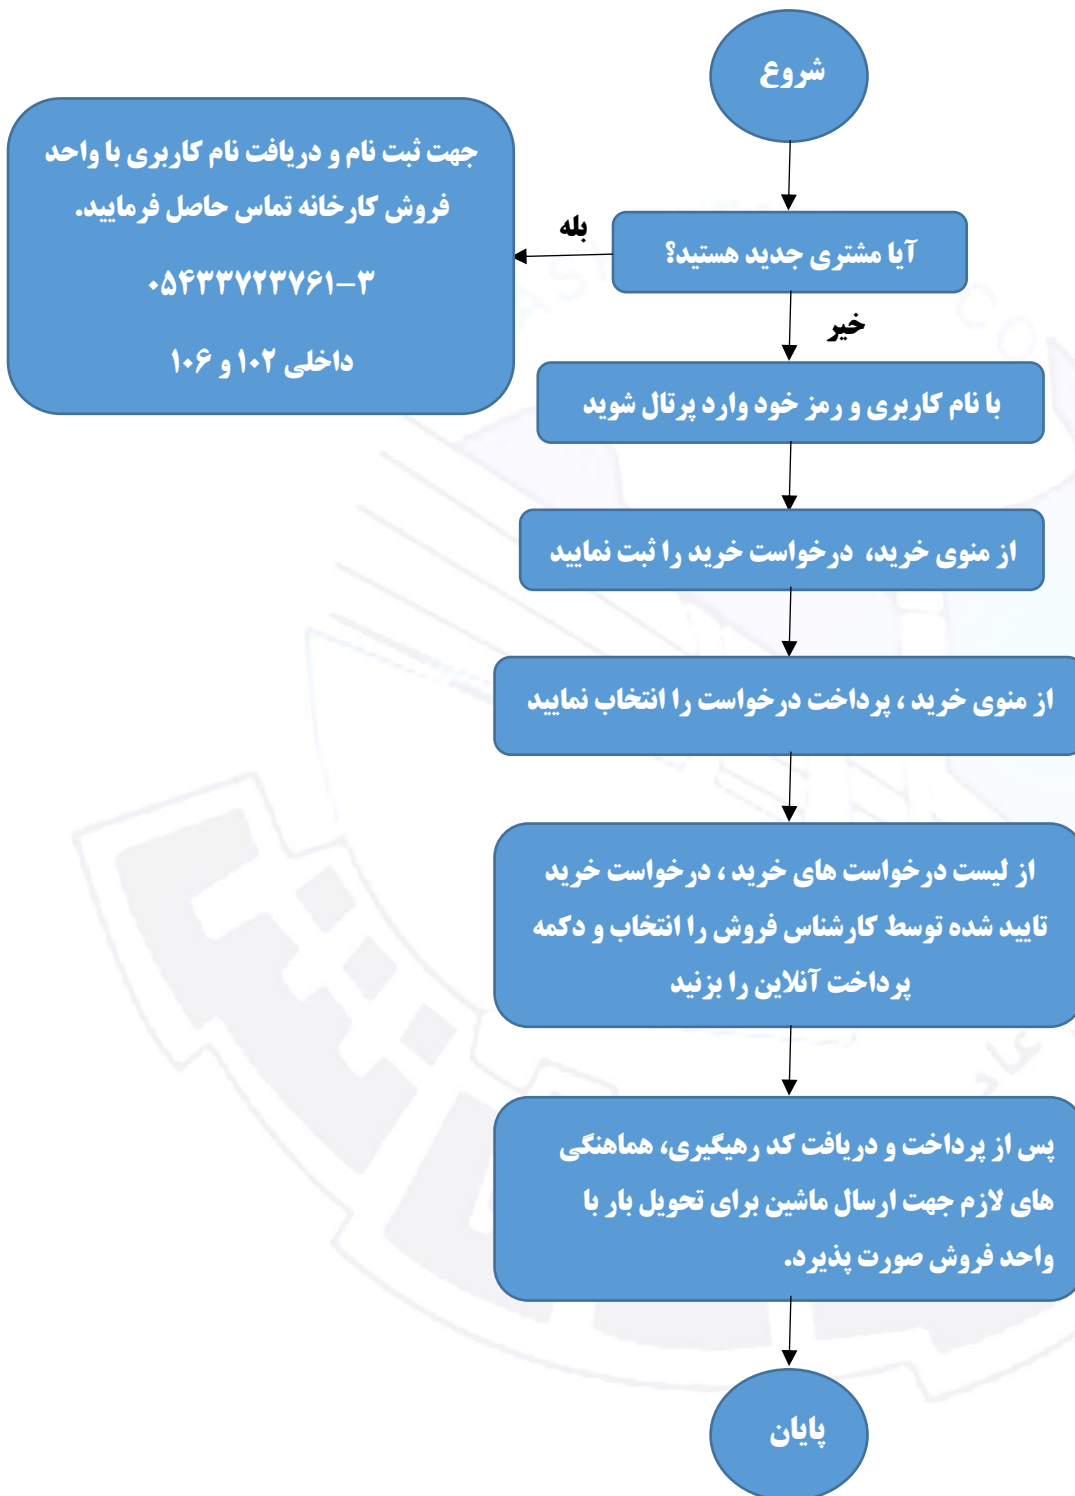 شروع
جهت ثبت نام و دریافت نام کاربری با واحد
فروش کارخانه تماس حاصل فرمایید.
۰۵۴۳۳۷۲۳۷۶۱-۳
داخلی ۱۰۲ و ۱۰۶
بله
آیا مشتری جدید هستید؟
خیر
با نام کاربری و رمز خود وارد پرتال شوید
از منوی خرید، درخواست خرید را ثبت نمایید
از منوی خرید ، پرداخت درخواست را انتخاب نمایید
از لیست درخواست های خرید ، درخواست خرید
تایید شده توسط کارشناس فروش را انتخاب و دکمه
پرداخت آنلاین را بزنید
پس از پرداخت و دریافت کد رهیگیری، هماهنگی
های لازم جهت ارسال ماشین برای تحویل بار با
واحد فروش صورت پذیرد.
پایان